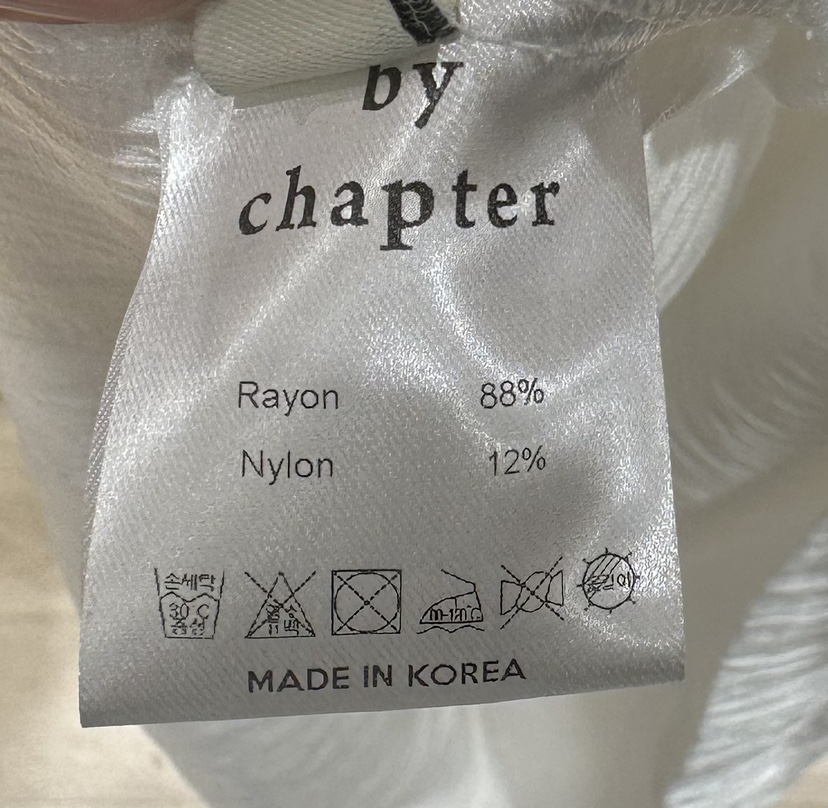 by
chapter
Rayon 88%
Nylon 12%
손세탁
30℃
중성
MADE IN KOREA